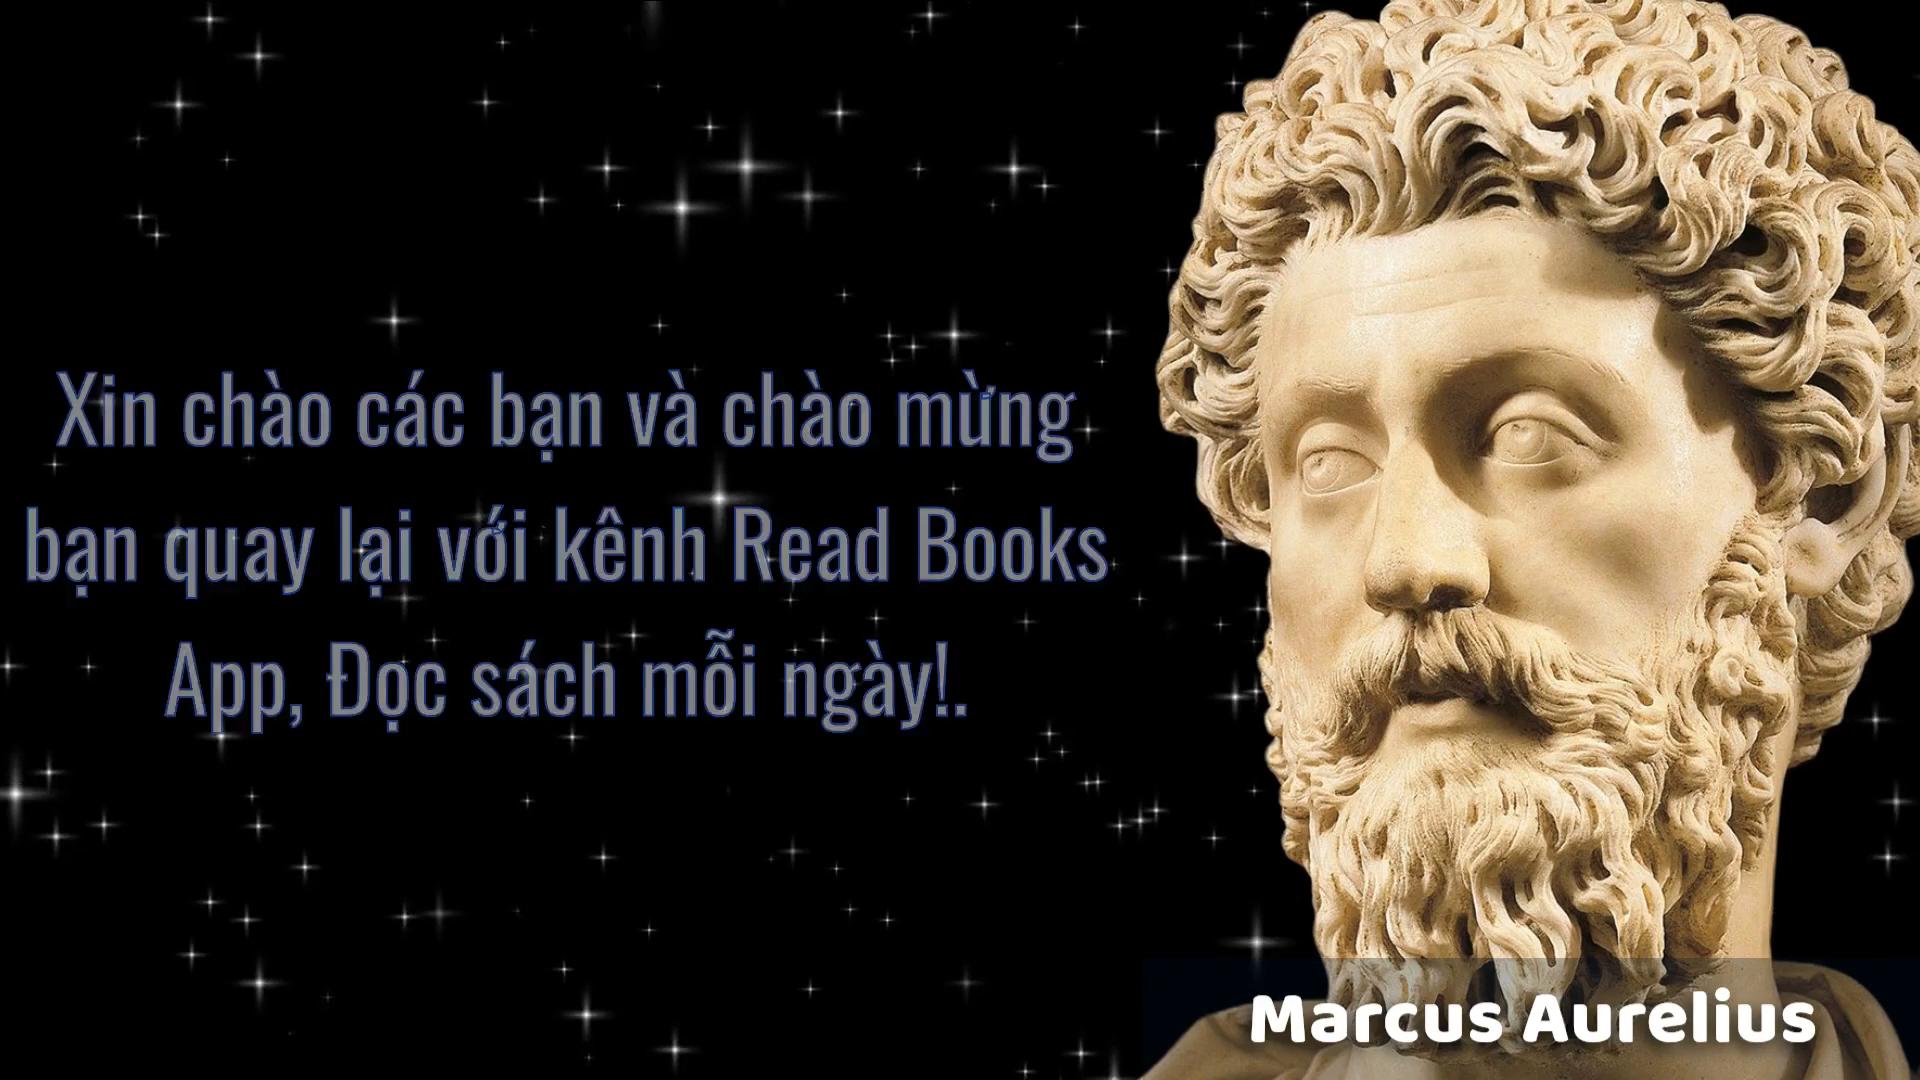 Xin chào các bạn và chào mừng
bạn quay lại với kênh Read Books
App, Đọc sách mỗi ngày!.
Marcus Aurelius